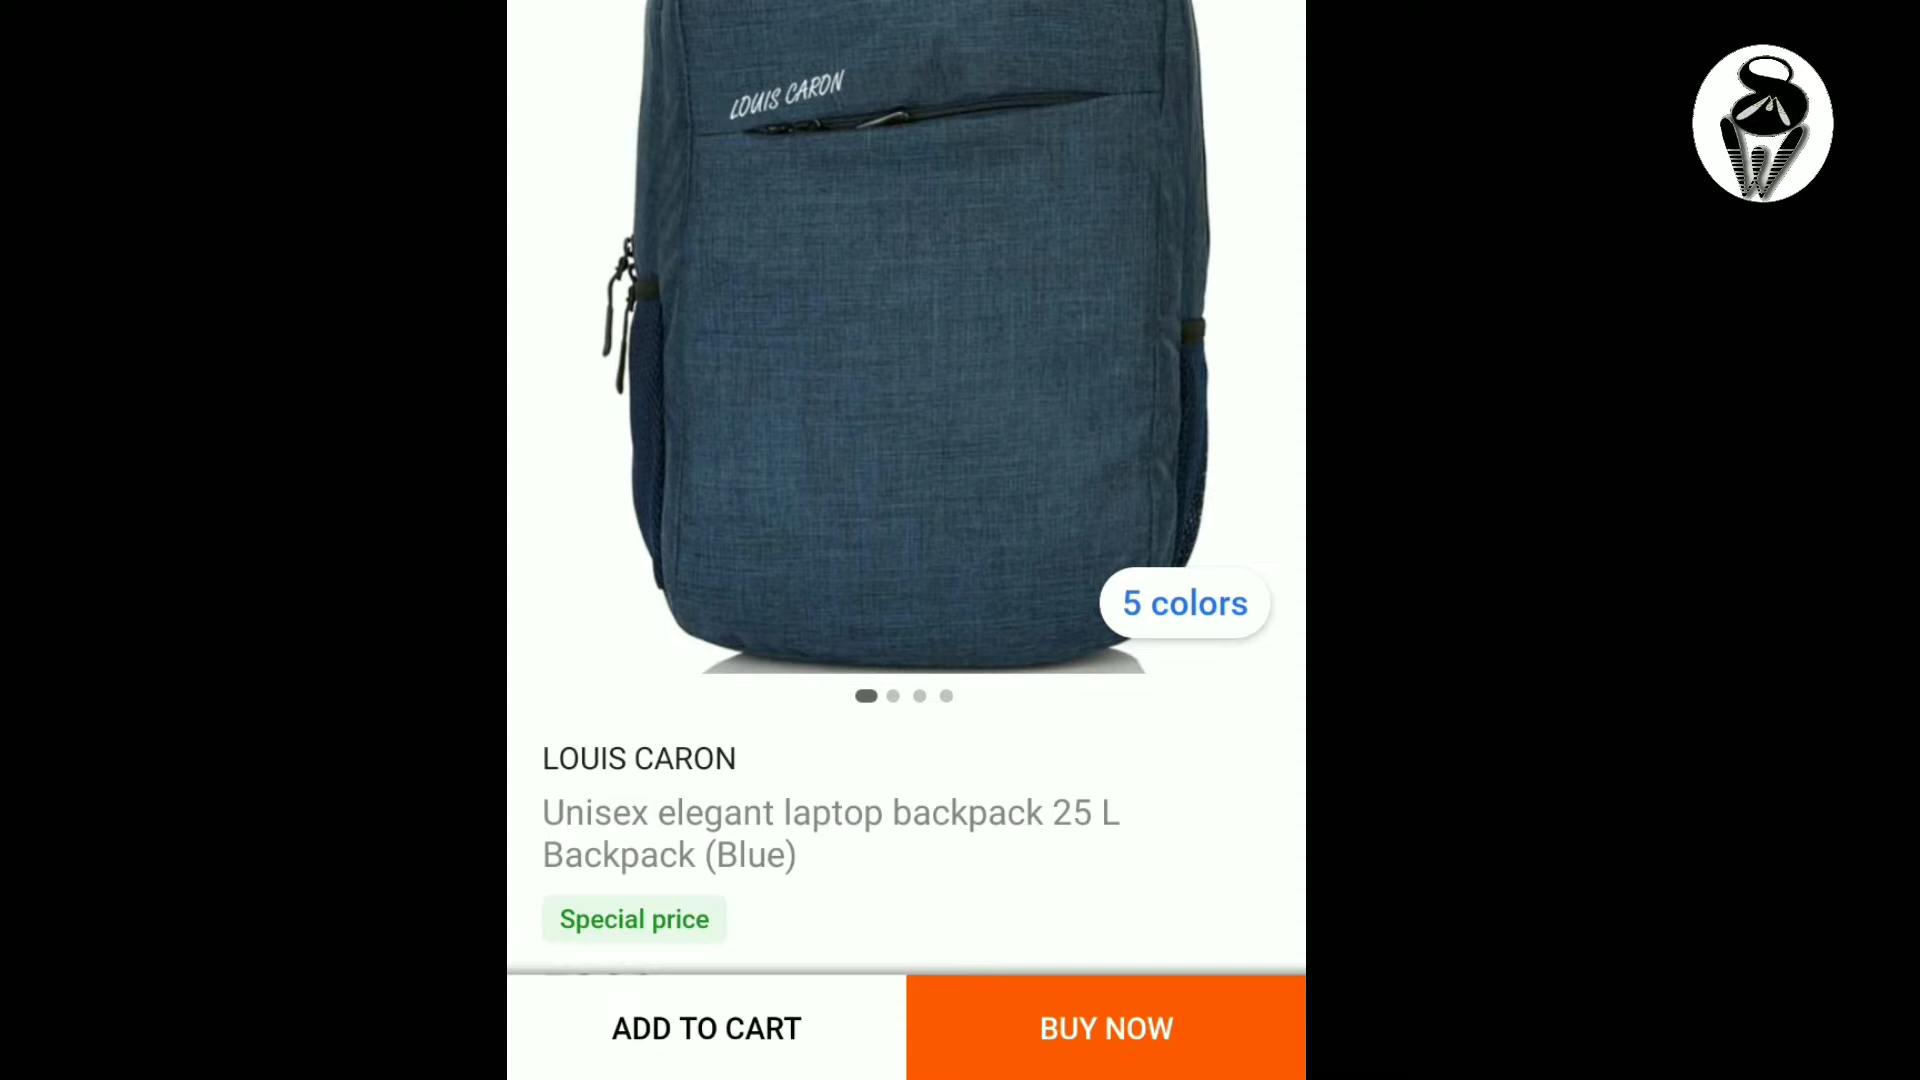 LOUIS CARON
5 colors
LOUIS CARON
Unisex elegant laptop backpack 25 L
Backpack (Blue)
Special price
ADD TO CART
BUY NOW